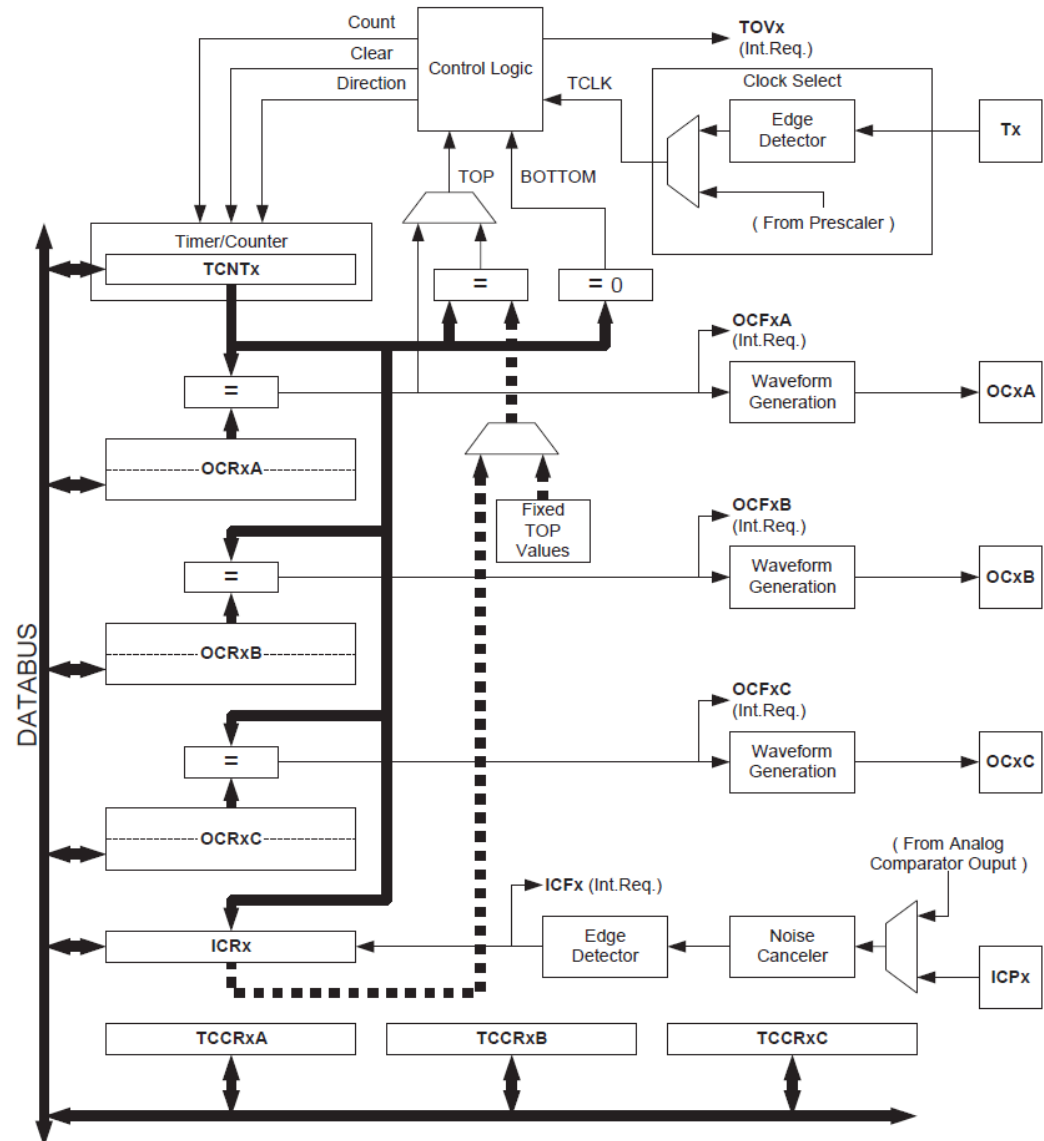 Count
Clear
Direction
Control Logic
TOVx
(Int.Req.)
TCLK
Clock Select
Edge
Detector
Tx
( From Prescaler )
TOP
BOTTOM
Timer/Counter
TCNTx
=
= 0
OCFxA
(Int.Req.)
=
Waveform
Generation
OCxA
OCRxA
Fixed
TOP
Values
OCFxB
(Int.Req.)
=
Waveform
Generation
OCxB
OCRxB
DATABUS
OCFxC
(Int.Req.)
=
Waveform
Generation
OCxC
OCRxC
( From Analog
Comparator Ouput )
ICFx (Int.Req.)
ICRx
Edge
Detector
Noise
Canceler
ICPx
TCCRxA
TCCRxB
TCCRxC